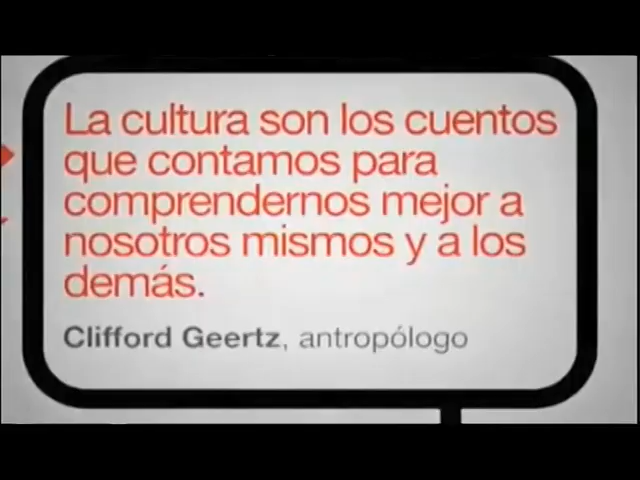 La cultura son los cuentos
que contamos para
comprendernos mejor a
nosotros mismos y a los
demás.
Clifford Geertz, antropólogo